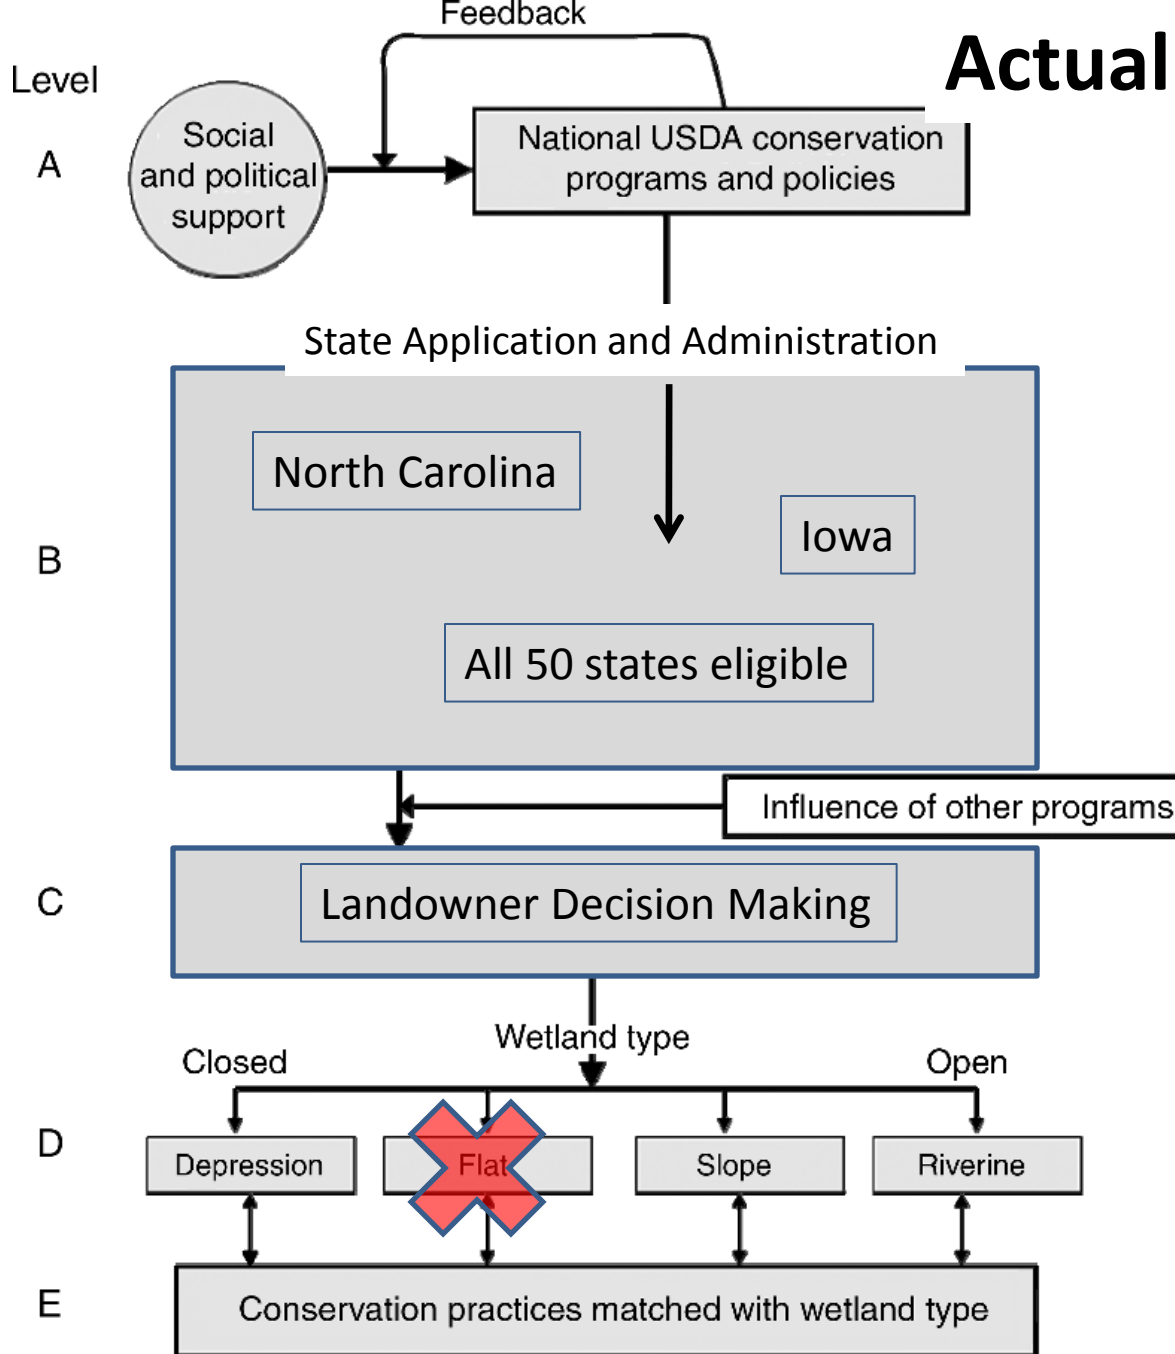 Feedback
Actual
Level
A
Social
and political
support
National USDA conservation
programs and policies
State Application and Administration
B
North Carolina
Iowa
All 50 states eligible
Influence of other programs
C
Landowner Decision Making
Wetland type
Closed
Open
D
Depression
Flat
Slope
Riverine
E
Conservation practices matched with wetland type